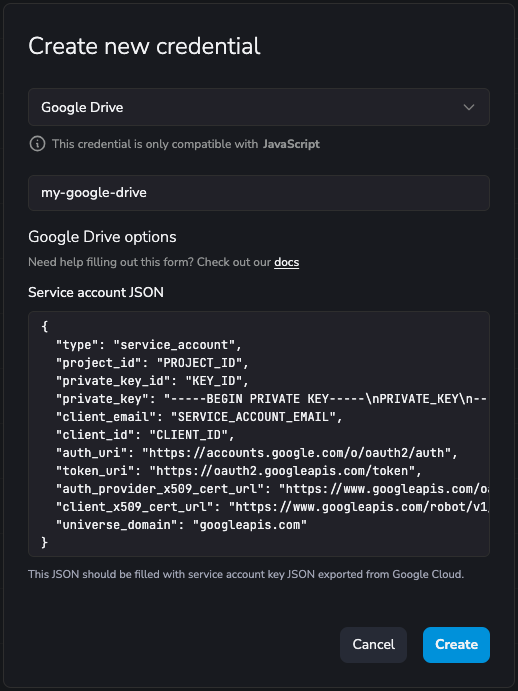 Create new credential
Google Drive
This credential is only compatible with JavaScript
my-google-drive
Google Drive options
Need help filling out this form? Check out our docs
Service account JSON
{
  "type": "service_account",
  "project_id": "PROJECT_ID",
  "private_key_id": "KEY_ID",
  "private_key": "-----BEGIN PRIVATE KEY-----\nPRIVATE_KEY\n--
  "client_email": "SERVICE_ACCOUNT_EMAIL",
  "client_id": "CLIENT_ID",
  "auth_uri": "https://accounts.google.com/o/oauth2/auth",
  "token_uri": "https://oauth2.googleapis.com/token",
  "auth_provider_x509_cert_url": "https://www.googleapis.com/oa
  "client_x509_cert_url": "https://www.googleapis.com/robot/v1/
  "universe_domain": "googleapis.com"
}
This JSON should be filled with service account key JSON exported from Google Cloud.
Cancel
Create